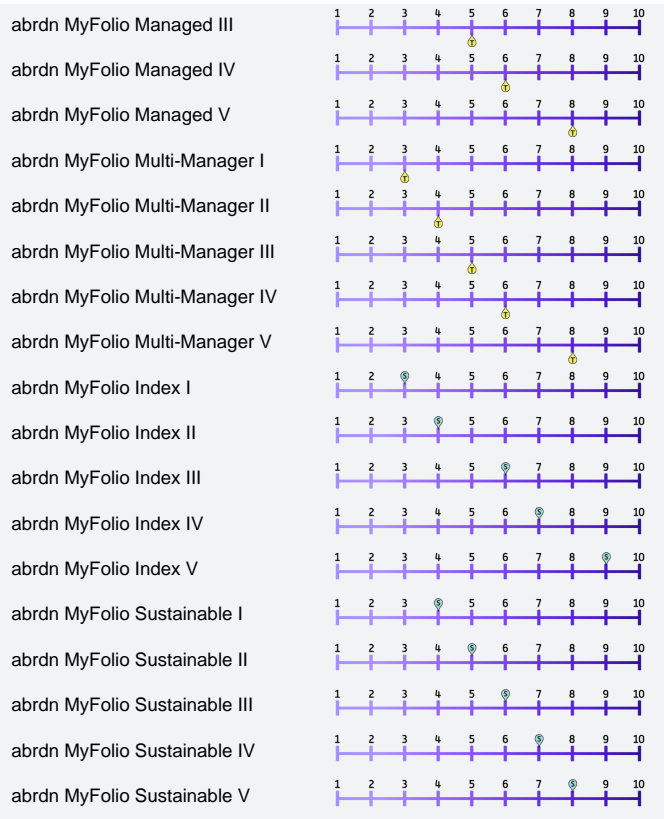 abrdn MyFolio Managed III 1 2 3 4 5 6 7 8 9 10 T
abrdn MyFolio Managed IV 1 2 3 4 5 6 7 8 9 10 T
abrdn MyFolio Managed V 1 2 3 4 5 6 7 8 9 10 T
abrdn MyFolio Multi-Manager I 1 2 3 4 5 6 7 8 9 10 T
abrdn MyFolio Multi-Manager II 1 2 3 4 5 6 7 8 9 10 T
abrdn MyFolio Multi-Manager III 1 2 3 4 5 6 7 8 9 10 T
abrdn MyFolio Multi-Manager IV 1 2 3 4 5 6 7 8 9 10 T
abrdn MyFolio Multi-Manager V 1 2 3 4 5 6 7 8 9 10 T
abrdn MyFolio Index I 1 2 S 4 5 6 7 8 9 10
abrdn MyFolio Index II 1 2 3 S 5 6 7 8 9 10
abrdn MyFolio Index III 1 2 3 4 5 S 7 8 9 10
abrdn MyFolio Index IV 1 2 3 4 5 6 S 8 9 10
abrdn MyFolio Index V 1 2 3 4 5 6 7 8 S 10
abrdn MyFolio Sustainable I 1 2 3 S 5 6 7 8 9 10
abrdn MyFolio Sustainable II 1 2 3 4 S 6 7 8 9 10
abrdn MyFolio Sustainable III 1 2 3 4 5 S 7 8 9 10
abrdn MyFolio Sustainable IV 1 2 3 4 5 6 S 8 9 10
abrdn MyFolio Sustainable V 1 2 3 4 5 6 7 S 9 10